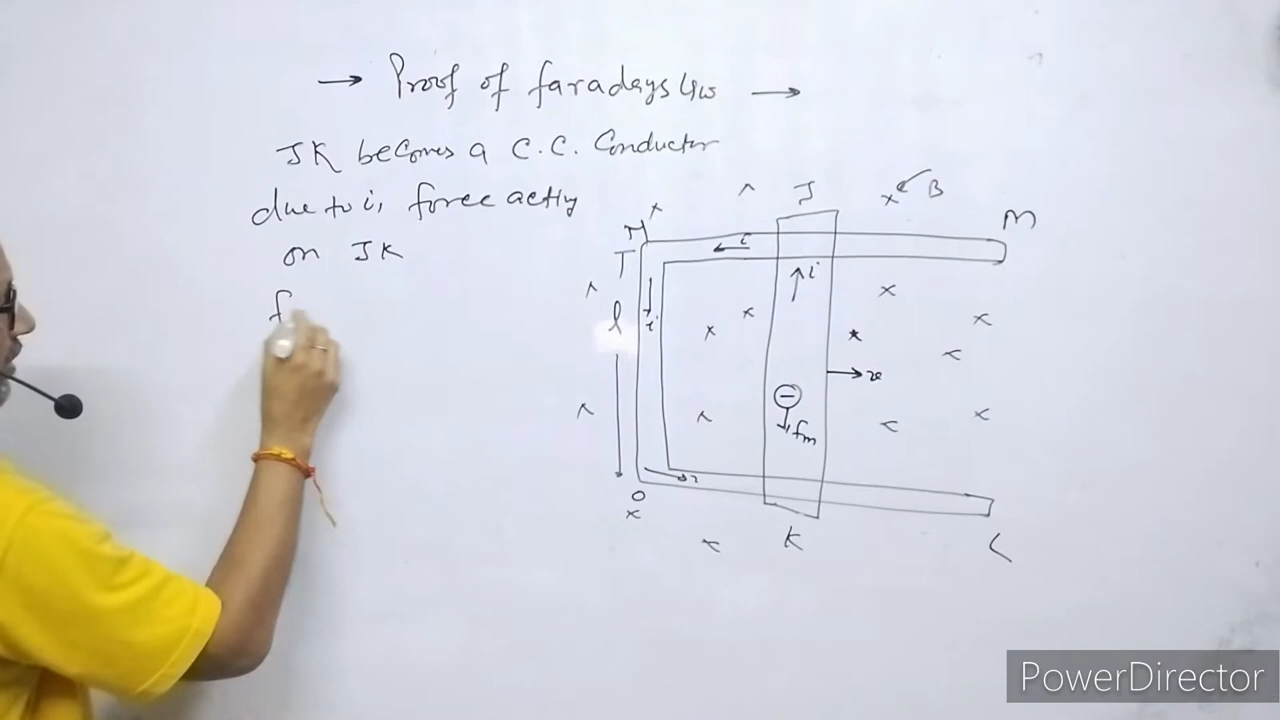 → Proof of faradays law →
JK becomes a C.C. Conductor
due to i, force acting
on JK
f
J
× B
M
i
i
l
i
v
−
fm
O
K
L
PowerDirector